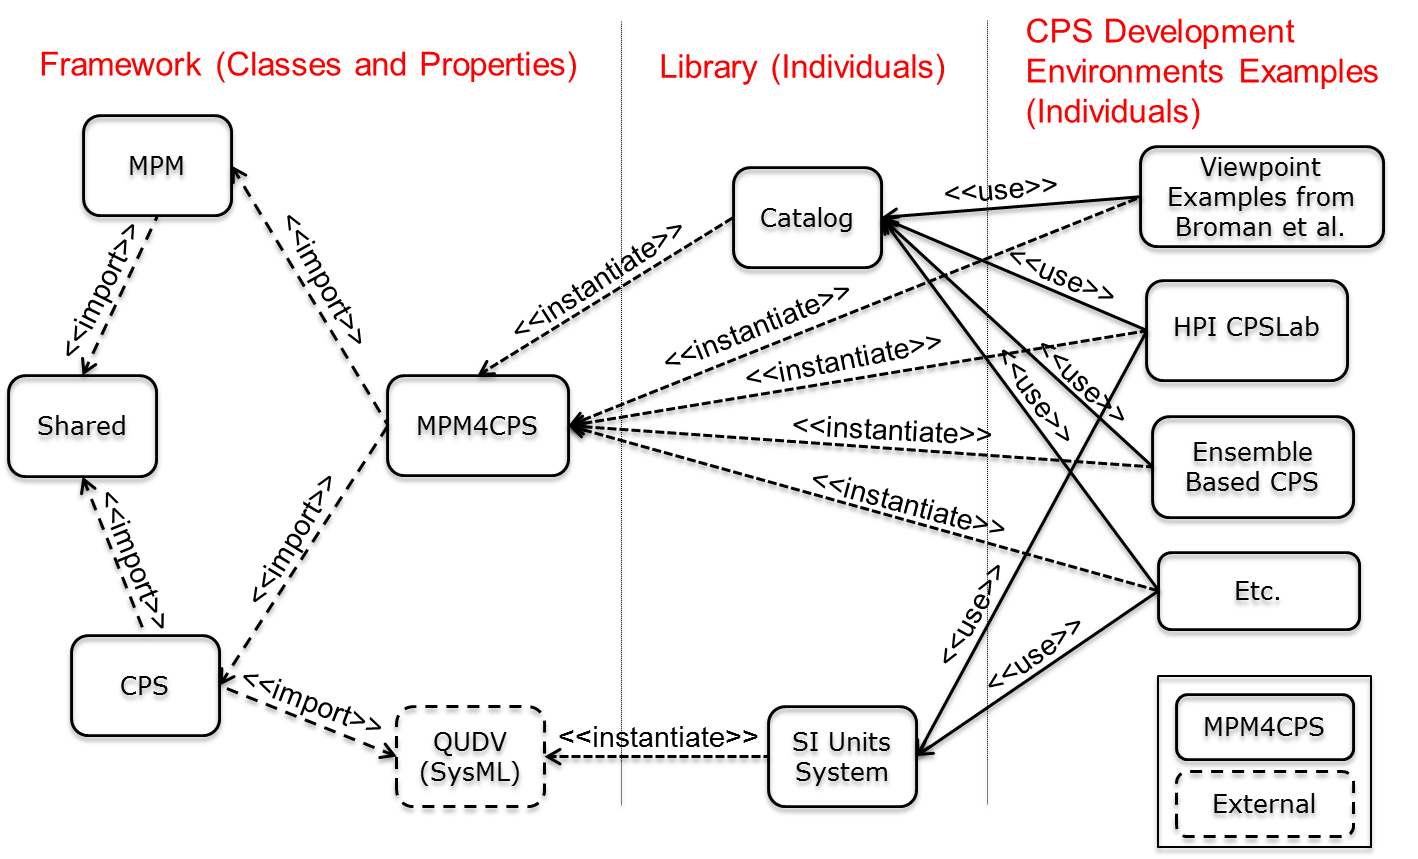 Framework (Classes and Properties)
Library (Individuals)
CPS Development
Environments Examples
(Individuals)
MPM
<<import>>
<<import>>
Shared
MPM4CPS
<<import>>
<<import>>
CPS
<<import>>
QUDV
(SysML)
Catalog
<<instantiate>>
<<instantiate>>
<<instantiate>>
<<instantiate>>
<<instantiate>>
<<instantiate>>
SI Units
System
<<use>>
<<use>>
<<use>>
<<use>>
<<use>>
<<use>>
Viewpoint
Examples from
Broman et al.
HPI CPSLab
Ensemble
Based CPS
Etc.
MPM4CPS
External